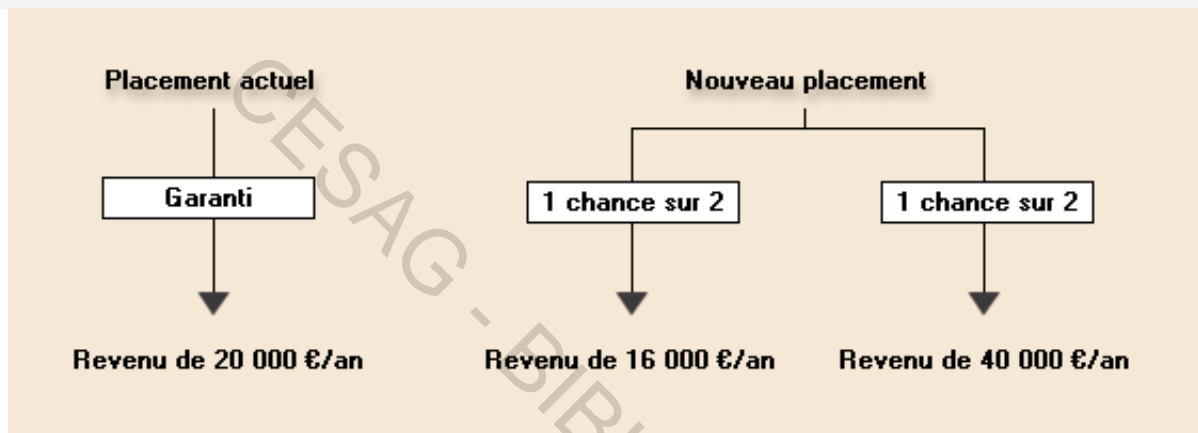 Placement actuel
Nouveau placement
Garanti
1 chance sur 2
1 chance sur 2
Revenu de 20 000 €/an
Revenu de 16 000 €/an
Revenu de 40 000 €/an
CESAG - BIB